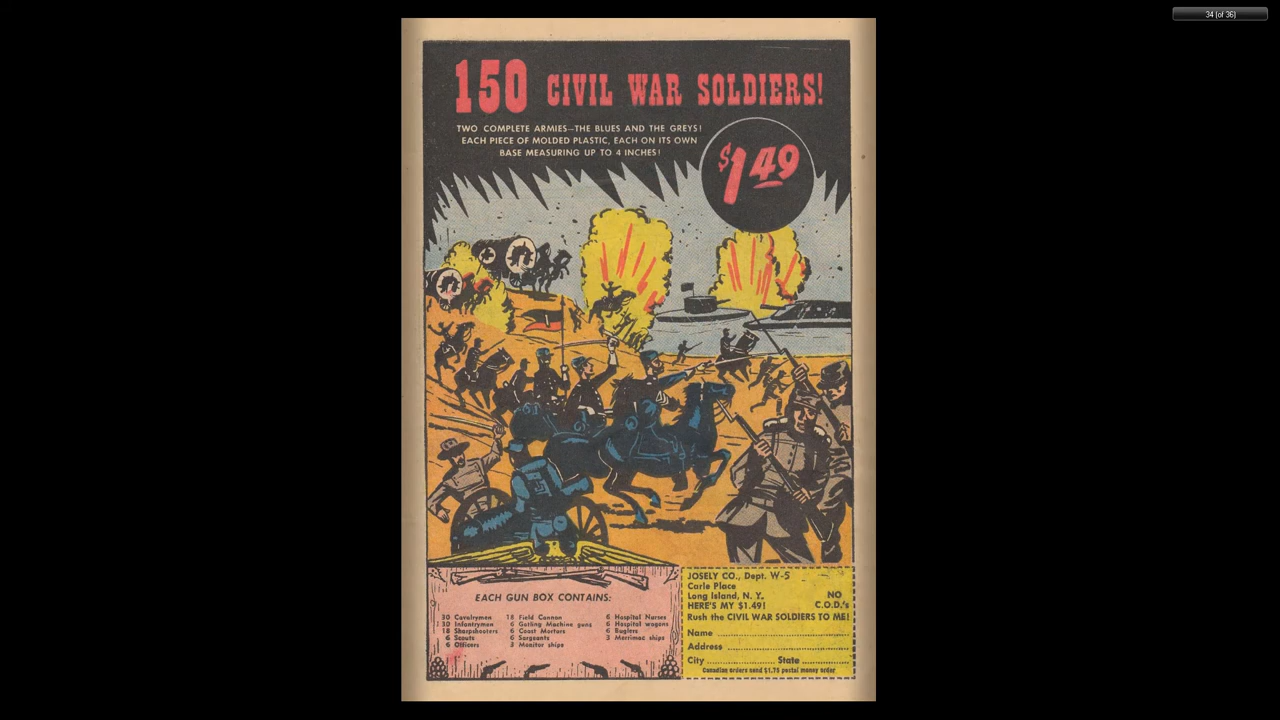 34 (of 36)
150 CIVIL WAR SOLDIERS!
TWO COMPLETE ARMIES—THE BLUES AND THE GREYS!
EACH PIECE OF MOLDED PLASTIC, EACH ON ITS OWN
BASE MEASURING UP TO 4 INCHES!
$1 49
EACH GUN BOX CONTAINS:
30 Cavalrymen
30 Infantrymen
18 Sharpshooters
6 Scouts
6 Officers
18 Field Cannon
6 Gatling Machine guns
6 Coast Mortars
6 Sergeants
3 Monitor ships
6 Hospital Nurses
6 Hospital wagons
6 Buglers
3 Merrimac ships
JOSELY CO., Dept. W-5
Carle Place
Long Island, N. Y.
HERE'S MY $1.49!
NO
C.O.D.'s
Rush the CIVIL WAR SOLDIERS TO ME!
Name
Address
City State
Canadian orders send $1.75 postal money order